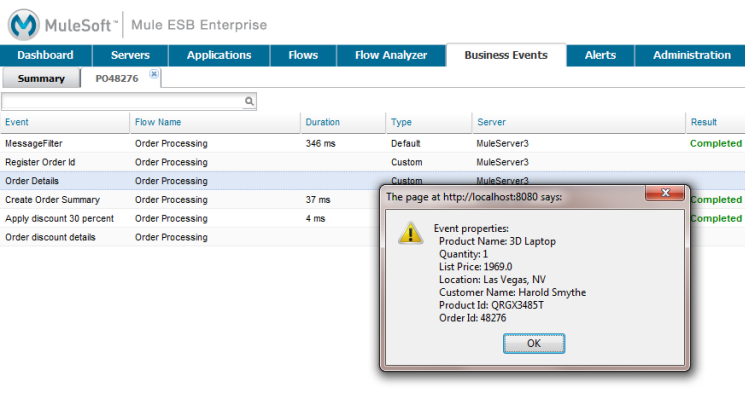 MuleSoft™ Mule ESB Enterprise
Dashboard Servers Applications Flows Flow Analyzer Business Events Alerts Administration
Summary PO48276
Event Flow Name Duration Type Server Result
MessageFilter Order Processing 346 ms Default MuleServer3 Completed
Register Order Id Order Processing Custom MuleServer3
Order Details Order Processing Custom MuleServer3
The page at http://localhost:8080 says:
Create Order Summary Order Processing 37 ms Completed
Apply discount 30 percent Order Processing 4 ms Completed
Order discount details Order Processing
Event properties:
Product Name: 3D Laptop
Quantity: 1
List Price: 1969.0
Location: Las Vegas, NV
Customer Name: Harold Smythe
Product Id: QRGX3485T
Order Id: 48276
OK